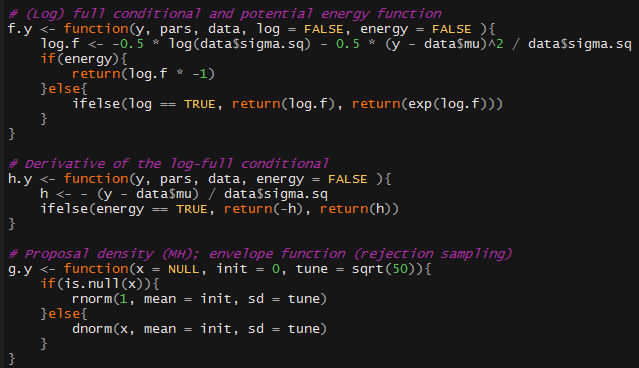 # (Log) full conditional and potential energy function
f.y <- function(y, pars, data, log = FALSE, energy = FALSE ){
    log.f <- -0.5 * log(data$sigma.sq) - 0.5 * (y - data$mu)^2 / data$sigma.sq
    if(energy){
        return(log.f * -1)
    }else{
        ifelse(log == TRUE, return(log.f), return(exp(log.f)))
    }
}

# Derivative of the log-full conditional
h.y <- function(y, pars, data, energy = FALSE ){
    h <- - (y - data$mu) / data$sigma.sq
    ifelse(energy == TRUE, return(-h), return(h))
}

# Proposal density (MH); envelope function (rejection sampling)
g.y <- function(x = NULL, init = 0, tune = sqrt(50)){
    if(is.null(x)){
        rnorm(1, mean = init, sd = tune)
    }else{
        dnorm(x, mean = init, sd = tune)
    }
}